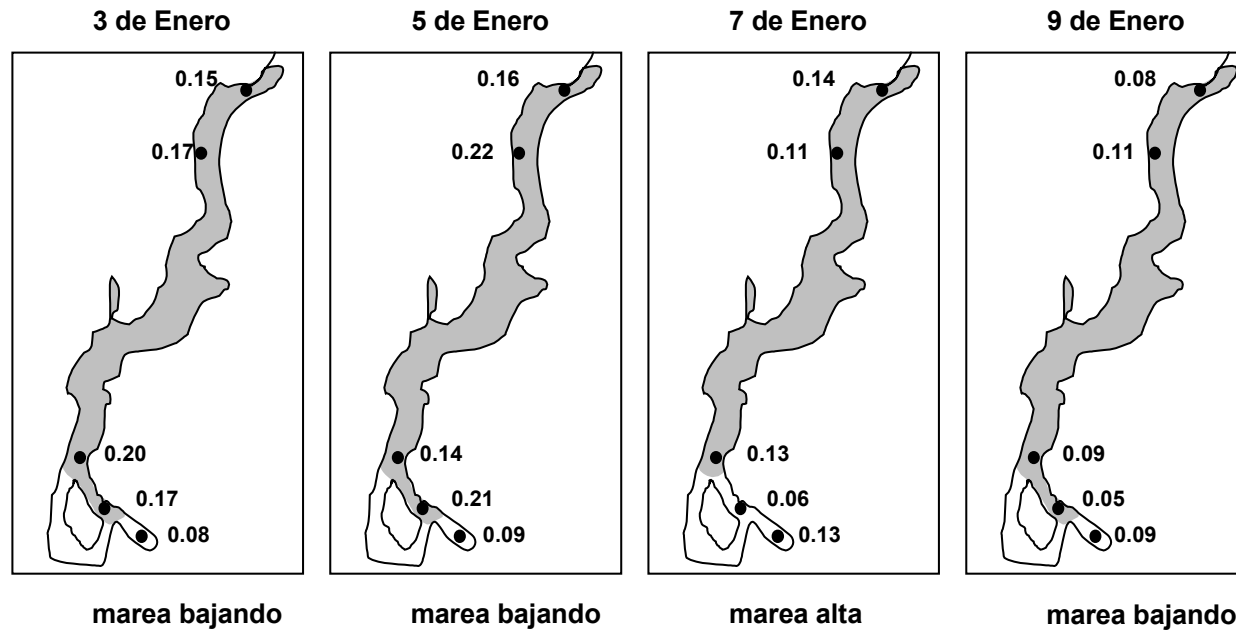 3 de Enero
5 de Enero
7 de Enero
9 de Enero
0.15
0.17
0.20
0.17
0.08
0.16
0.22
0.14
0.21
0.09
0.14
0.11
0.13
0.06
0.13
0.08
0.11
0.09
0.05
0.09
marea bajando
marea bajando
marea alta
marea bajando